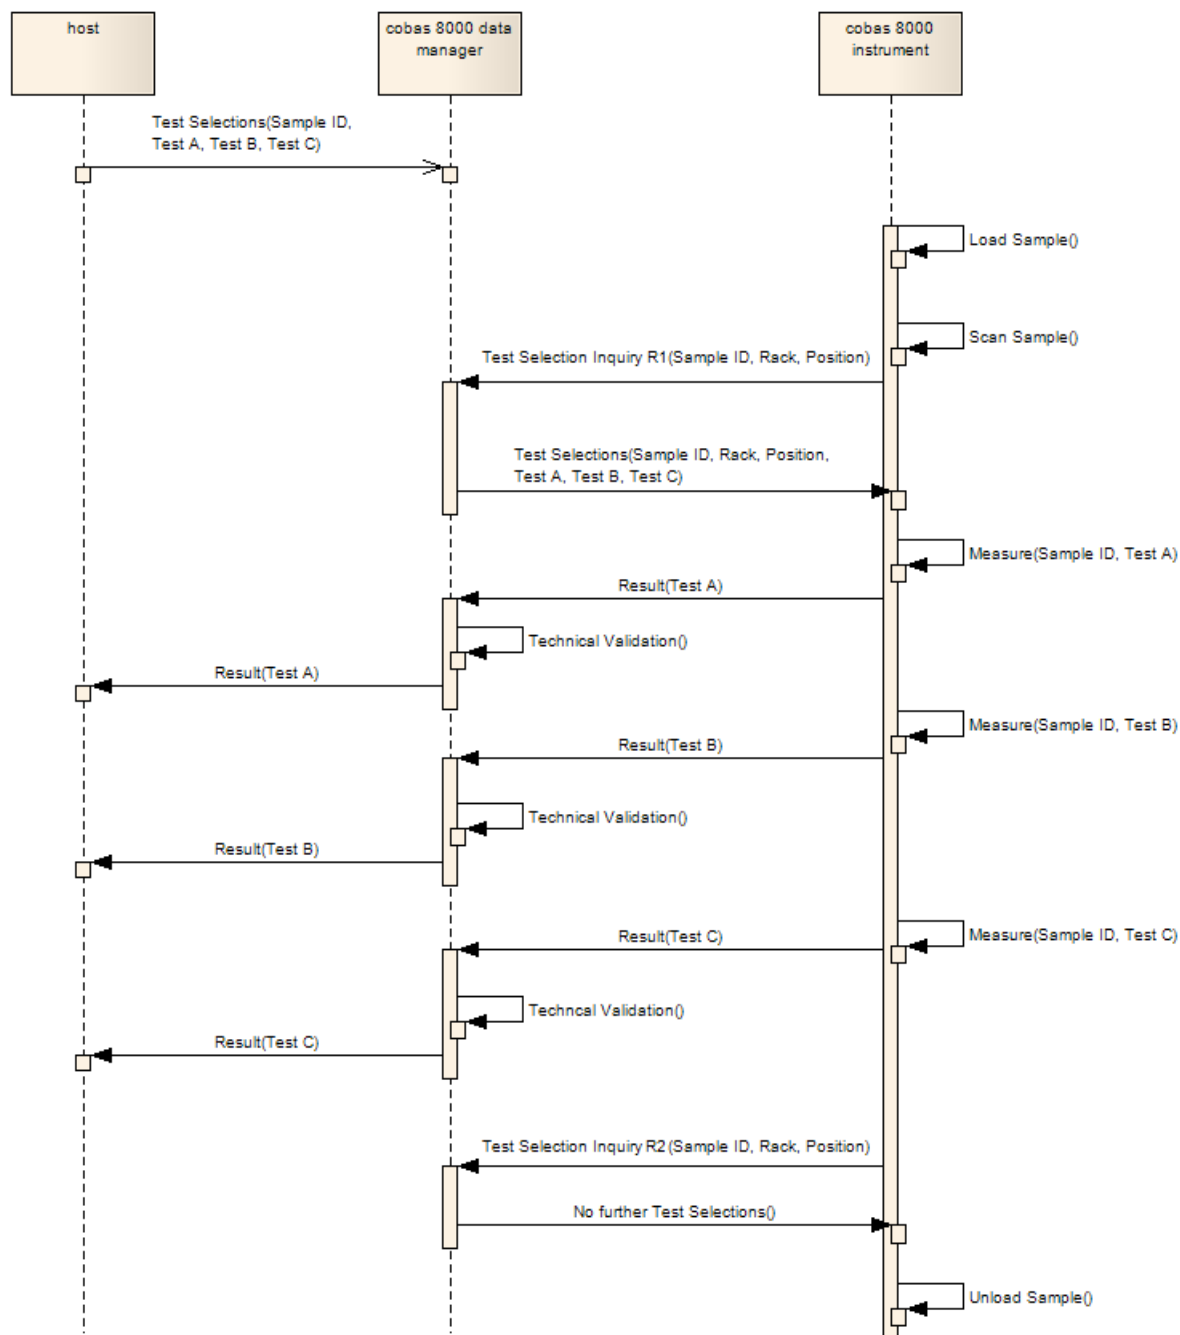 host
cobas 8000 data
manager
cobas 8000
instrument
Test Selections(Sample ID,
Test A, Test B, Test C)
Load Sample()
Scan Sample()
Test Selection Inquiry R1(Sample ID, Rack, Position)
Test Selections(Sample ID, Rack, Position,
Test A, Test B, Test C)
Measure(Sample ID, Test A)
Result(Test A)
Technical Validation()
Result(Test A)
Measure(Sample ID, Test B)
Result(Test B)
Technical Validation()
Result(Test B)
Measure(Sample ID, Test C)
Result(Test C)
Techncal Validation()
Result(Test C)
Test Selection Inquiry R2(Sample ID, Rack, Position)
No further Test Selections()
Unload Sample()